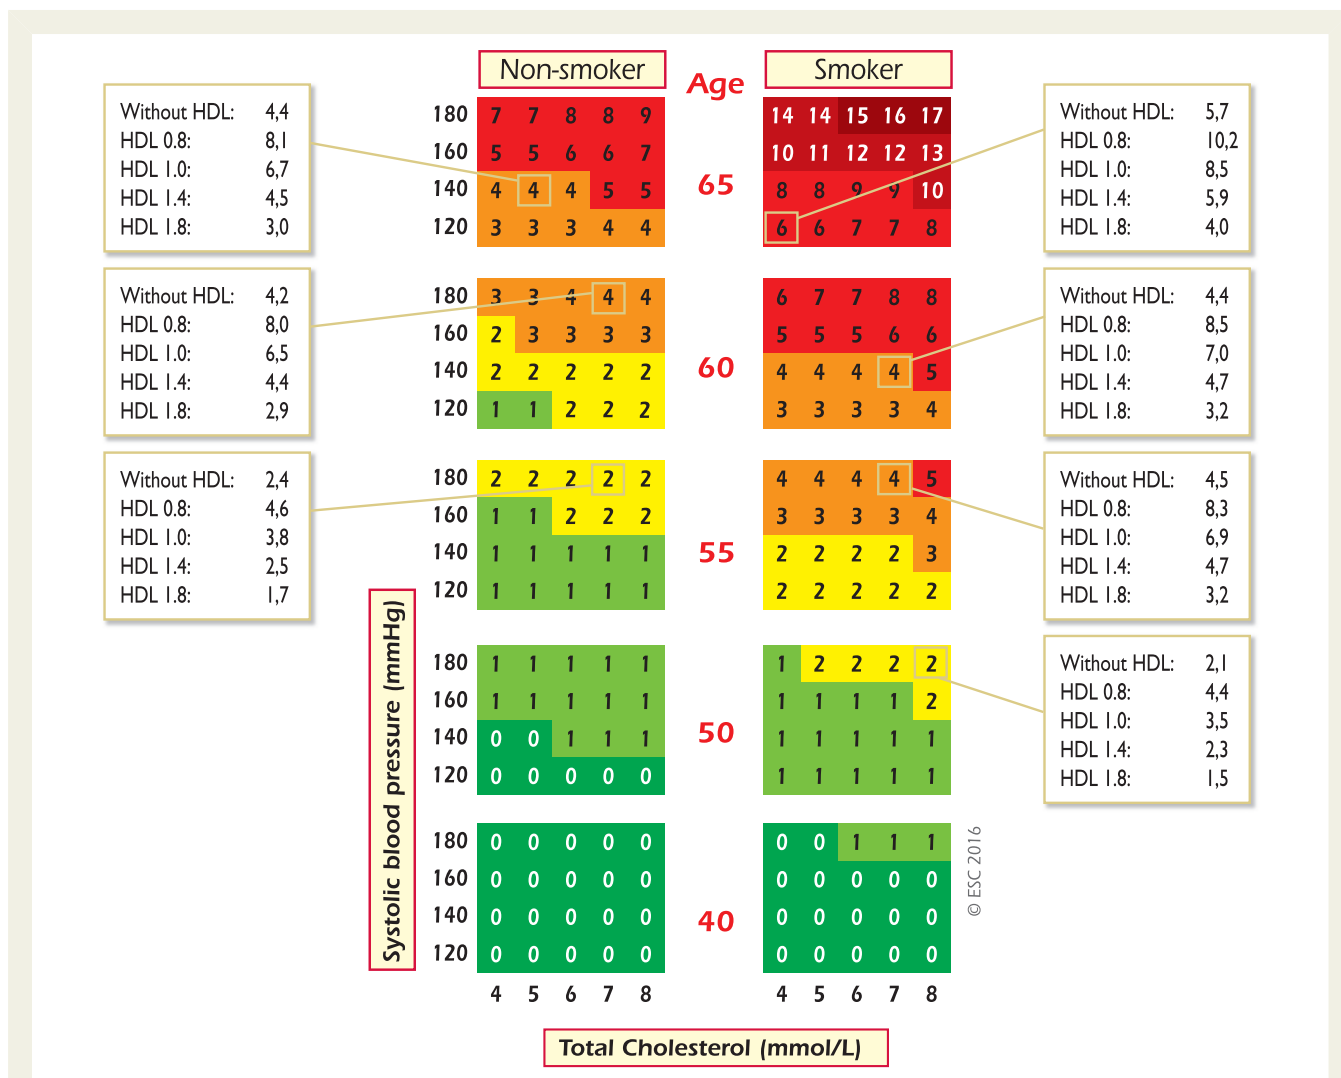 Non-smoker Age Smoker
Without HDL: 4,4
HDL 0.8: 8,1
HDL 1.0: 6,7
HDL 1.4: 4,5
HDL 1.8: 3,0
180 7 7 8 8 9
160 5 5 6 6 7
140 4 4 4 5 5
120 3 3 3 4 4
65
14 14 15 16 17
10 11 12 12 13
8 8 9 9 10
6 6 7 7 8
Without HDL: 5,7
HDL 0.8: 10,2
HDL 1.0: 8,5
HDL 1.4: 5,9
HDL 1.8: 4,0
Without HDL: 4,2
HDL 0.8: 8,0
HDL 1.0: 6,5
HDL 1.4: 4,4
HDL 1.8: 2,9
180 3 3 4 4 4
160 2 3 3 3 3
140 2 2 2 2 2
120 1 1 2 2 2
60
6 7 7 8 8
5 5 5 6 6
4 4 4 4 5
3 3 3 3 4
Without HDL: 4,4
HDL 0.8: 8,5
HDL 1.0: 7,0
HDL 1.4: 4,7
HDL 1.8: 3,2
Without HDL: 2,4
HDL 0.8: 4,6
HDL 1.0: 3,8
HDL 1.4: 2,5
HDL 1.8: 1,7
180 2 2 2 2 2
160 1 1 2 2 2
140 1 1 1 1 1
120 1 1 1 1 1
55
4 4 4 4 5
3 3 3 3 4
2 2 2 2 3
2 2 2 2 2
Without HDL: 4,5
HDL 0.8: 8,3
HDL 1.0: 6,9
HDL 1.4: 4,7
HDL 1.8: 3,2
Systolic blood pressure (mmHg)
180 1 1 1 1 1
160 1 1 1 1 1
140 0 0 1 1 1
120 0 0 0 0 0
50
1 2 2 2 2
1 1 1 1 2
1 1 1 1 1
1 1 1 1 1
Without HDL: 2,1
HDL 0.8: 4,4
HDL 1.0: 3,5
HDL 1.4: 2,3
HDL 1.8: 1,5
180 0 0 0 0 0
160 0 0 0 0 0
140 0 0 0 0 0
120 0 0 0 0 0
40
0 0 1 1 1
0 0 0 0 0
0 0 0 0 0
0 0 0 0 0
© ESC 2016
4 5 6 7 8 4 5 6 7 8
Total Cholesterol (mmol/L)